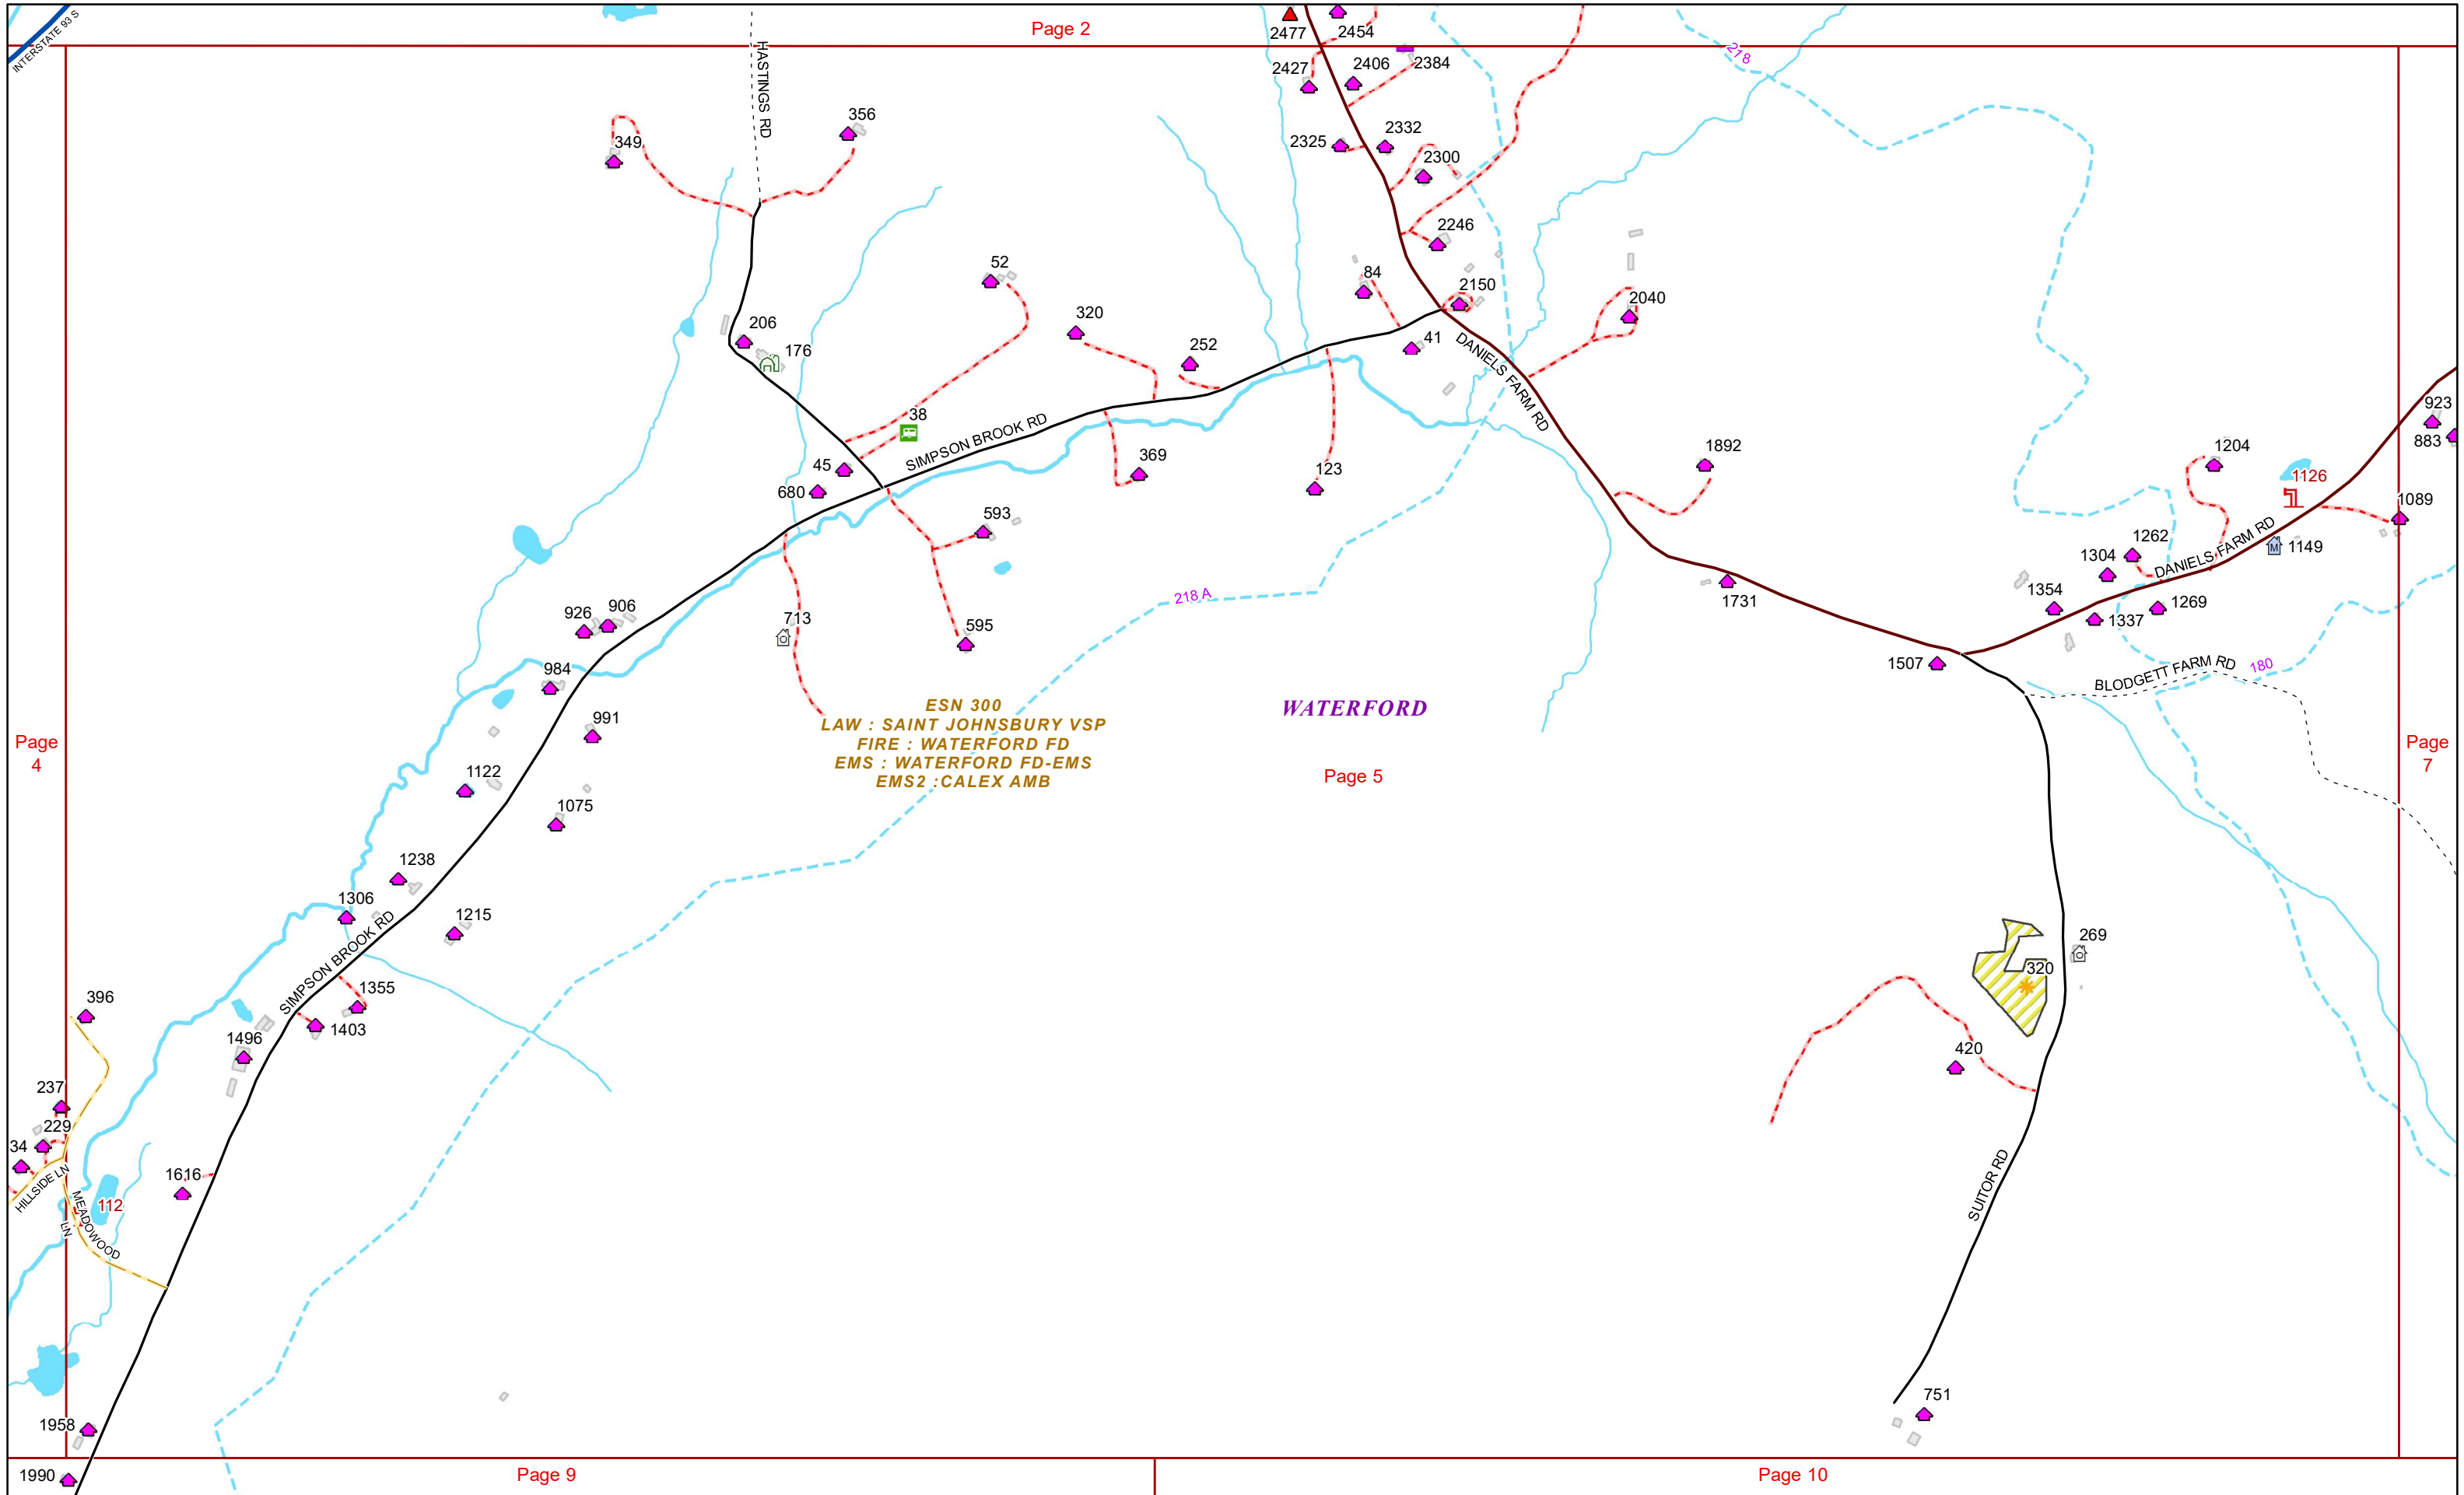 INTERSTATE 93 S
Page 2
HASTINGS RD
2477
2454
2427
2406
2384
218
349
356
2325
2332
2300
2246
52
84
2150
2040
320
206
176
252
41
DANIELS FARM RD
38
SIMPSON BROOK RD
45
680
369
123
1892
1204
923
883
1126
1089
593
DANIELS FARM RD
1149
1262
1304
218 A
1731
1354
1269
1337
926
906
713
595
1507
BLODGETT FARM RD
180
984
991
ESN 300
LAW : SAINT JOHNSBURY VSP
FIRE : WATERFORD FD
EMS : WATERFORD FD-EMS
EMS2 :CALEX AMB
WATERFORD
Page 5
Page
4
Page
7
1122
1075
1238
1306
1215
SIMPSON BROOK RD
269
320
396
1355
1403
1496
420
237
229
34
HILLSIDE LN
MEADOWOOD
LN
112
1616
SUITOR RD
751
1958
1990
Page 9
Page 10
M